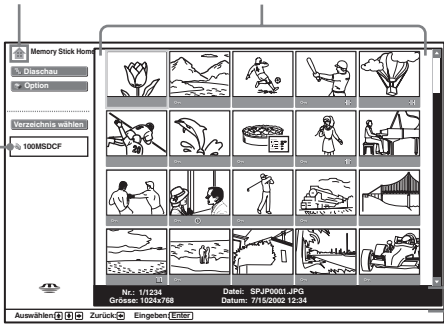 Memory Stick Home
Diaschau
Option
Verzeichnis wählen
100MSDCF
20
Nr.: 1/1234 Datei: SPJP0001.JPG
Grösse: 1024x768 Datum: 7/15/2002 12:34
Auswählen: Zurück: Eingeben: Enter